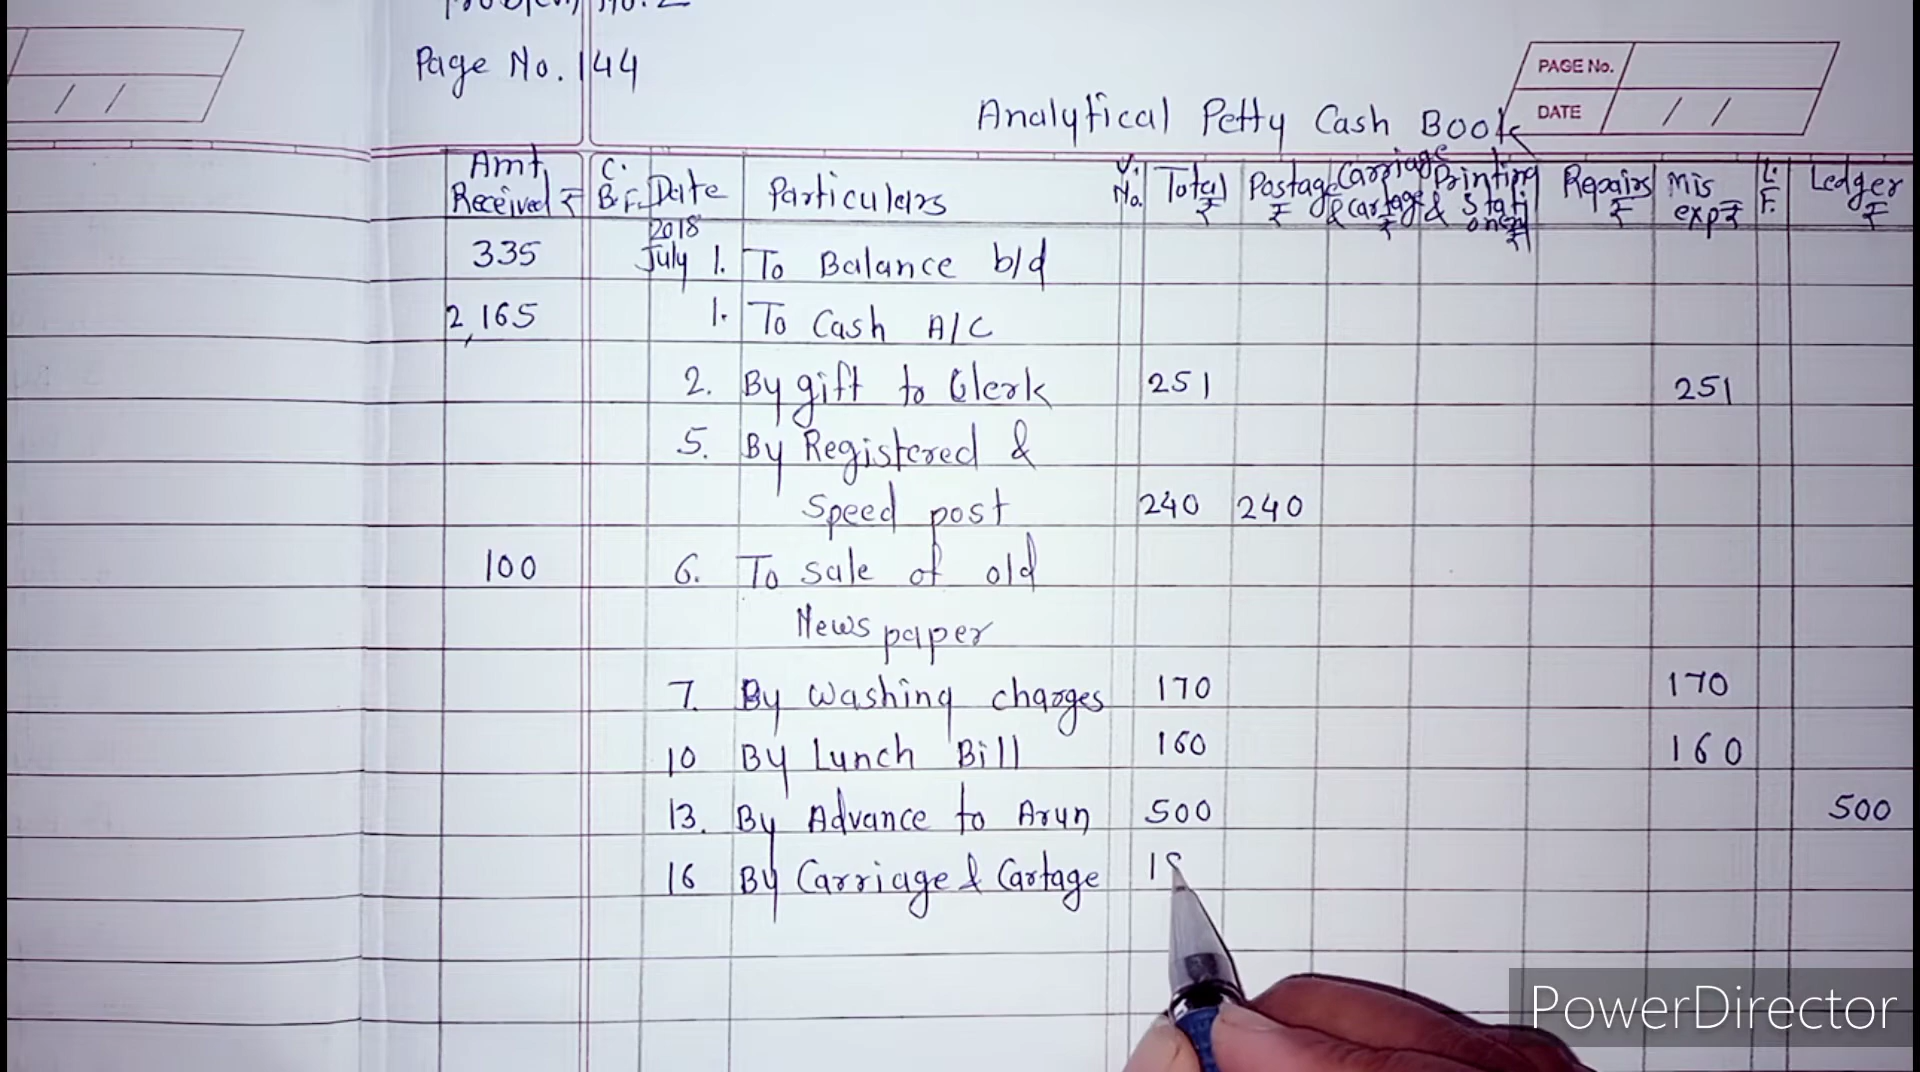 Problem No. 2
Page No. 144
PAGE No.
DATE / /
/ /
Analytical Petty Cash Book
Amt. Received ₹ C.B.F. Date Particulars V. No. Total ₹ Postage ₹ Carriage & Cartage ₹ Printing & Stationery ₹ Repairs ₹ Mis exp ₹ L.F. Ledger ₹
2018
335 July 1. To Balance b/d
2,165 1. To Cash A/C
2. By gift to Clerk 251 251
5. By Registered &
Speed post 240 240
100 6. To sale of old
News paper
7. By Washing charges 170 170
10 By Lunch Bill 160 160
13. By Advance to Arun 500 500
16 By Carriage & Cartage
PowerDirector